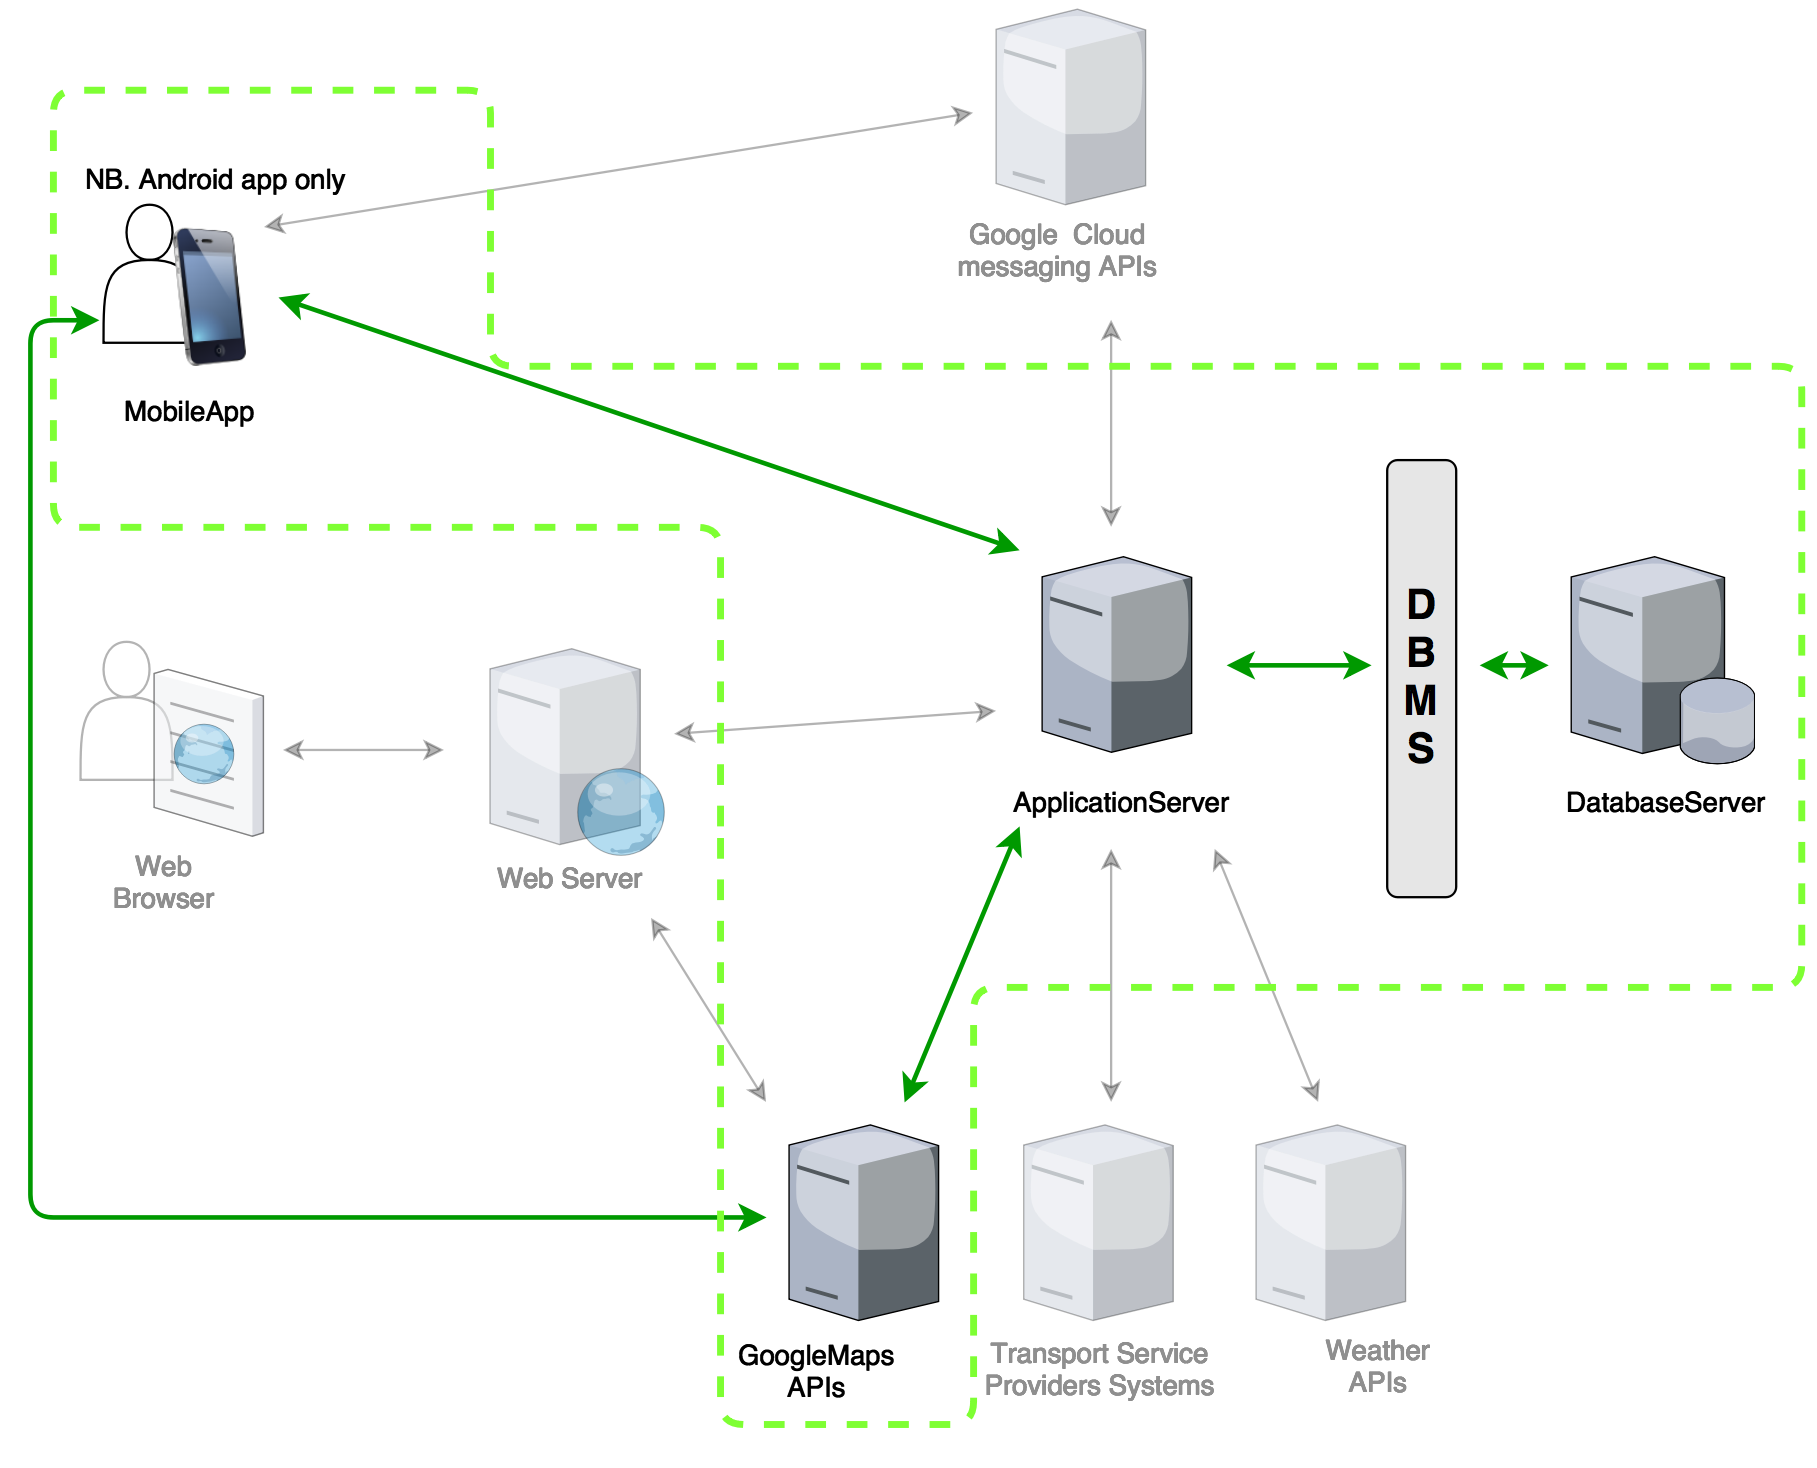 NB. Android app only
MobileApp
Google Cloud
messaging APIs
D
B
M
S
ApplicationServer
DatabaseServer
Web
Browser
Web Server
GoogleMaps
APIs
Transport Service
Providers Systems
Weather
APIs